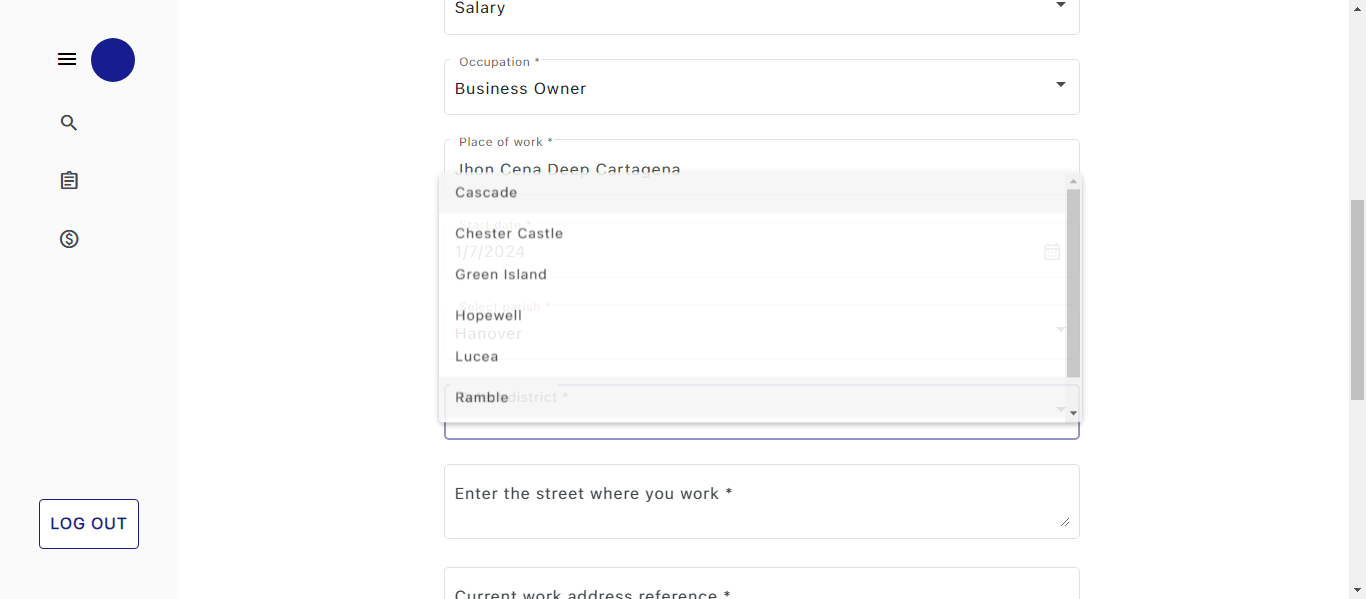 Salary
Occupation *
Business Owner
Place of work *
Jhon Cena Deep Cartagena
Cascade
Start date *
Chester Castle
1/7/2024
Green Island
Select parish *
Hopewell
Hanover
Lucea
Ramble
district *
Enter the street where you work *
LOG OUT
Current work address reference *